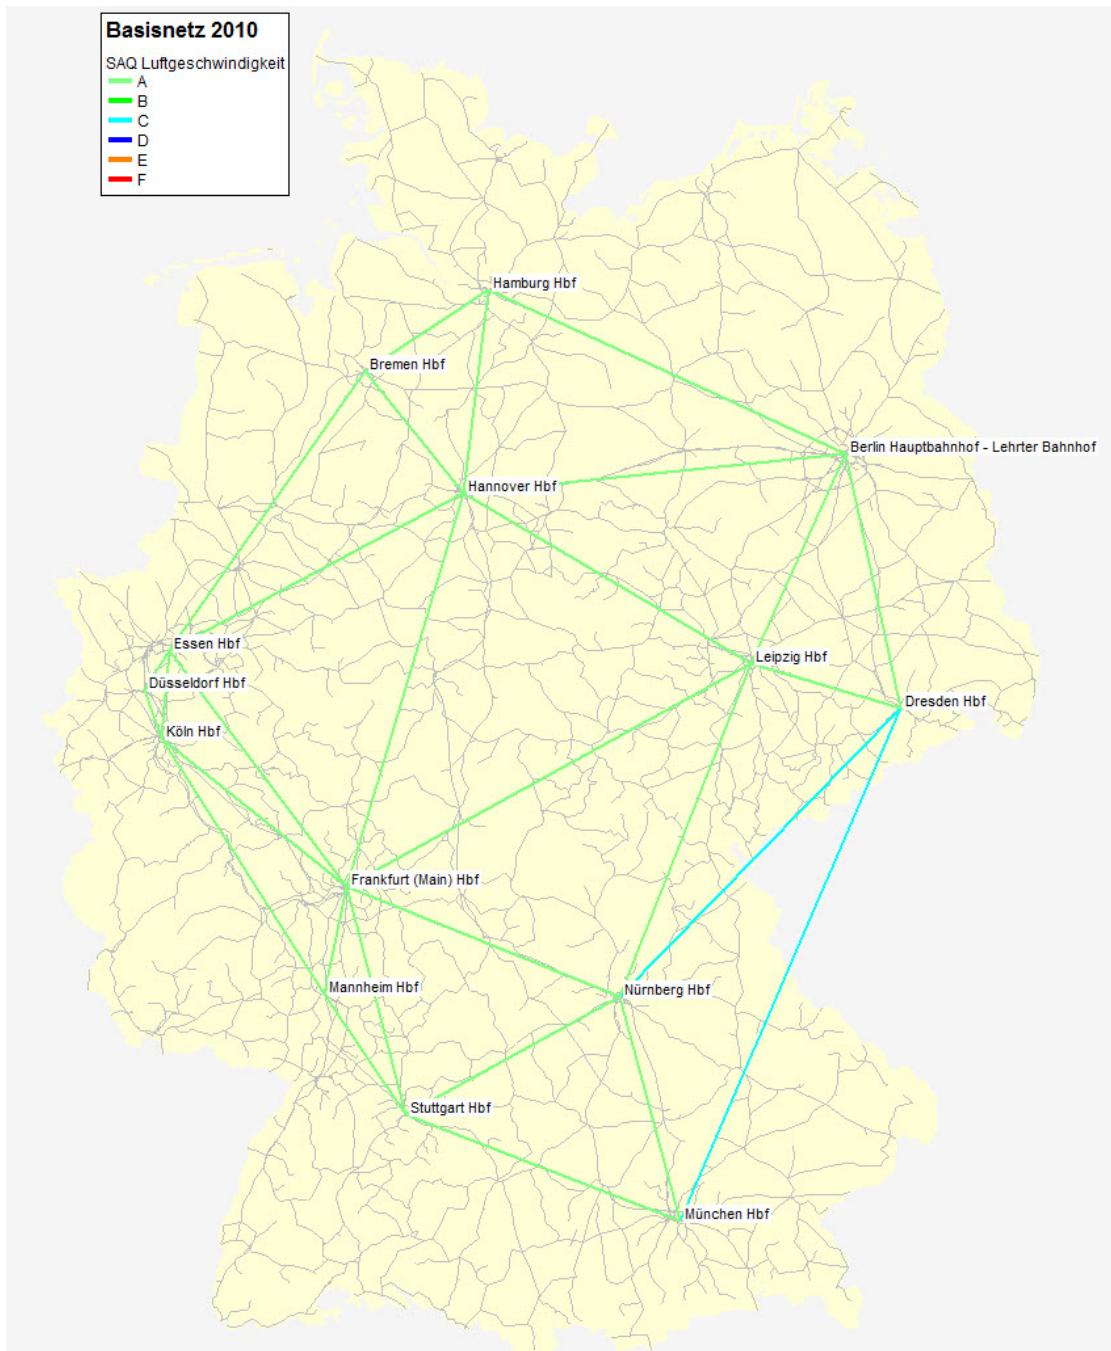 Basisnetz 2010
SAQ Luftgeschwindigkeit
A
B
C
D
E
F
Hamburg Hbf
Bremen Hbf
Berlin Hauptbahnhof - Lehrter Bahnhof
Hannover Hbf
Essen Hbf
Leipzig Hbf
Düsseldorf Hbf
Dresden Hbf
Köln Hbf
Frankfurt (Main) Hbf
Mannheim Hbf
Nürnberg Hbf
Stuttgart Hbf
München Hbf